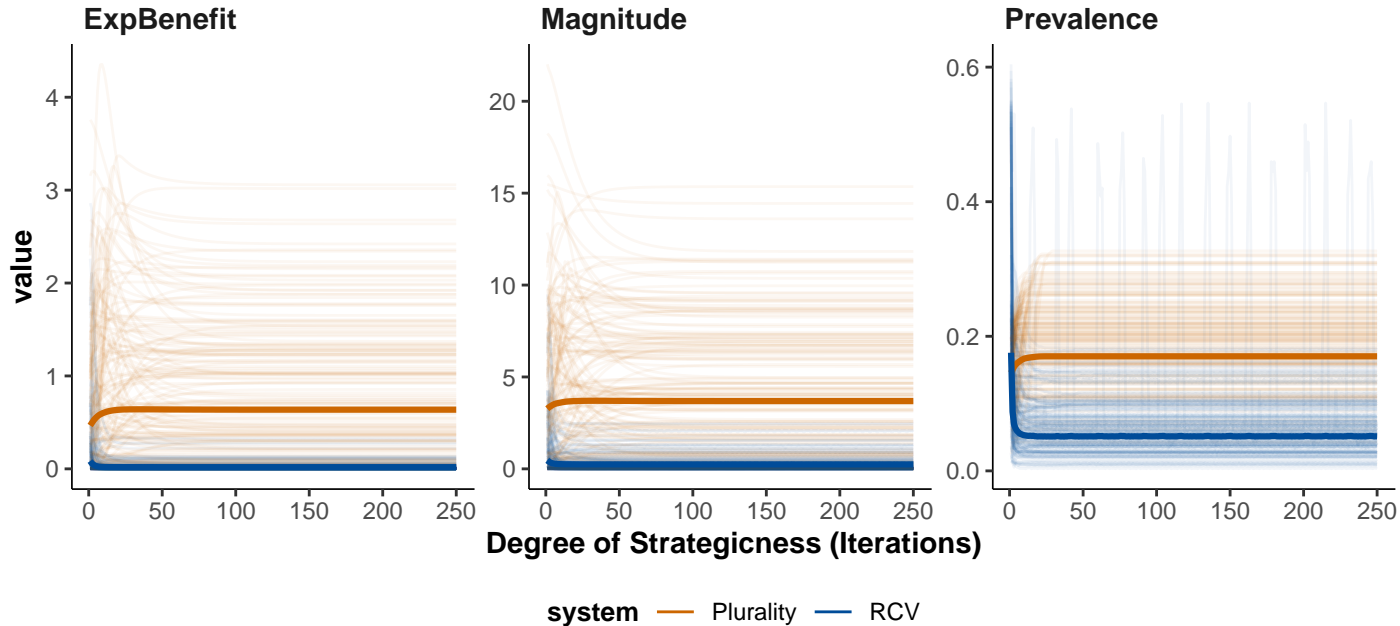 ExpBenefit Magnitude Prevalence
value
4
3
2
1
0
20
15
10
5
0
0.6
0.4
0.2
0.0
0 50 100 150 200 250 0 50 100 150 200 250 0 50 100 150 200 250
Degree of Strategicness (Iterations)
system Plurality RCV